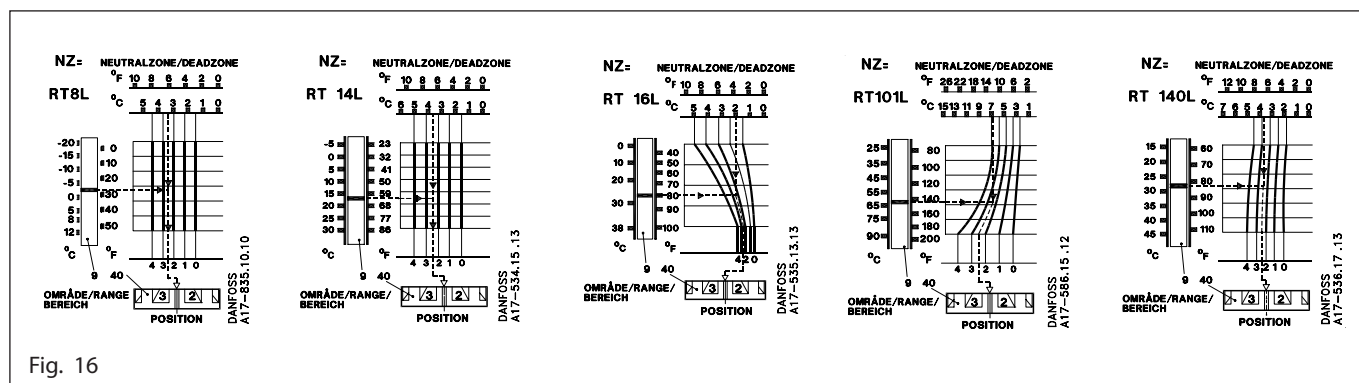 NZ= NEUTRALZONE/DEADZONE
°F 10 8 6 4 2 0
RT8L
°C 5 4 3 2 1 0
-20
-15
-10
-5
0
5
8
12
0
10
20
30
40
50
°C °F
4 3 2 1 0
9 40
OMRÅDE/RANGE
BEREICH
3 2
POSITION
DANFOSS
A17-835.10.10
NZ= NEUTRALZONE/DEADZONE
°F 10 8 6 4 2 0
RT 14L
°C 6 5 4 3 2 1 0
-5
0
5
10
15
20
25
30
23
32
41
50
59
68
77
86
°C °F
4 3 2 1 0
9 40
3 2
POSITION
DANFOSS
A17-534.15.13
NZ= NEUTRALZONE/DEADZONE
°F 10 8 6 4 2 0
RT 16L
°C 5 4 3 2 1 0
0
10
20
30
38
40
50
60
70
80
90
100
°C °F
4 2 0
9 40
OMRÅDE/RANGE/
BEREICH
3 2
POSITION
DANFOSS
A17-535.13.13
NZ= NEUTRALZONE/DEADZONE
°F 26 22 18 14 10 6 2
RT101L
°C 15 13 11 9 7 5 3 1
25
35
45
55
65
75
90
80
100
120
140
160
180
200
°C °F
4 3 2 1 0
9 40
OMRÅDE/RANGE/
BEREICH
3 2
POSITION
DANFOSS
A17-586.15.12
NZ= NEUTRALZONE/DEADZONE
°F 12 10 8 6 4 2 0
RT 140L
°C 7 6 5 4 3 2 1 0
15
20
25
30
35
40
45
60
70
80
90
100
110
°C °F
4 3 2 1 0
9 40
OMRÅDE/RANGE/
BEREICH
3 2
POSITION
DANFOSS
A17-536.17.13
Fig. 16